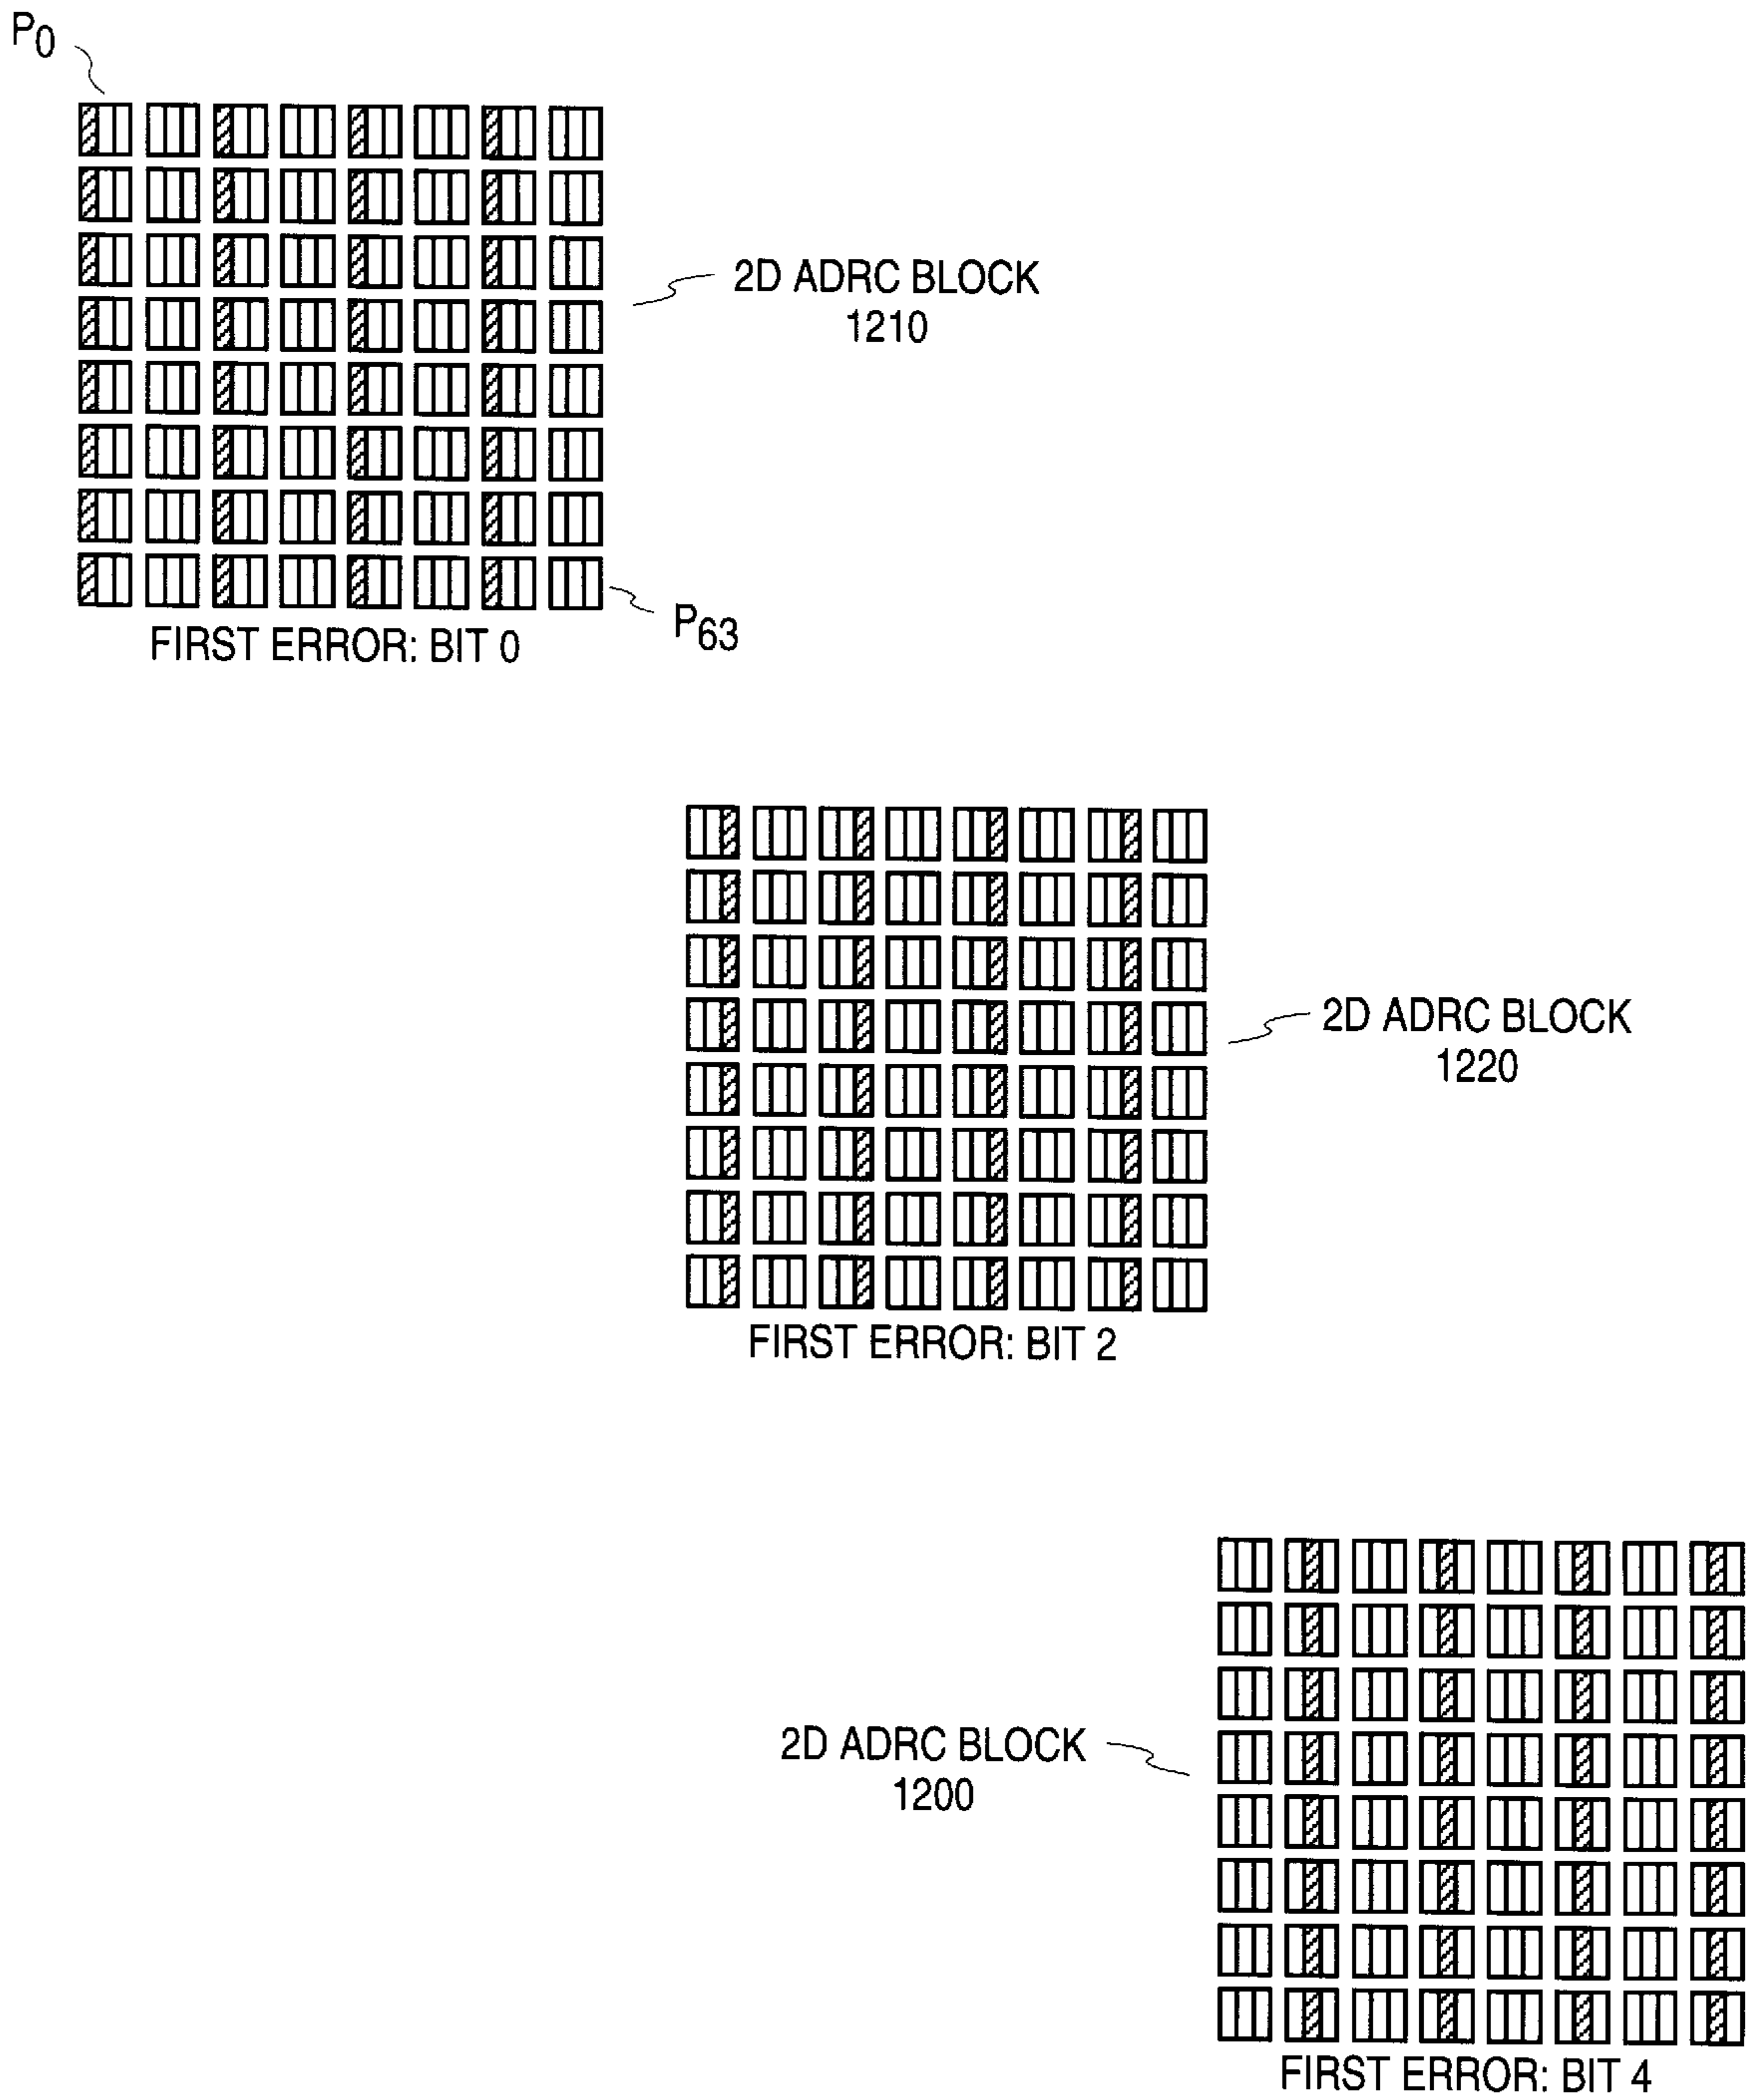 P0
2D ADRC BLOCK
1210
P63
FIRST ERROR: BIT 0
2D ADRC BLOCK
1220
FIRST ERROR: BIT 2
2D ADRC BLOCK
1200
FIRST ERROR: BIT 4